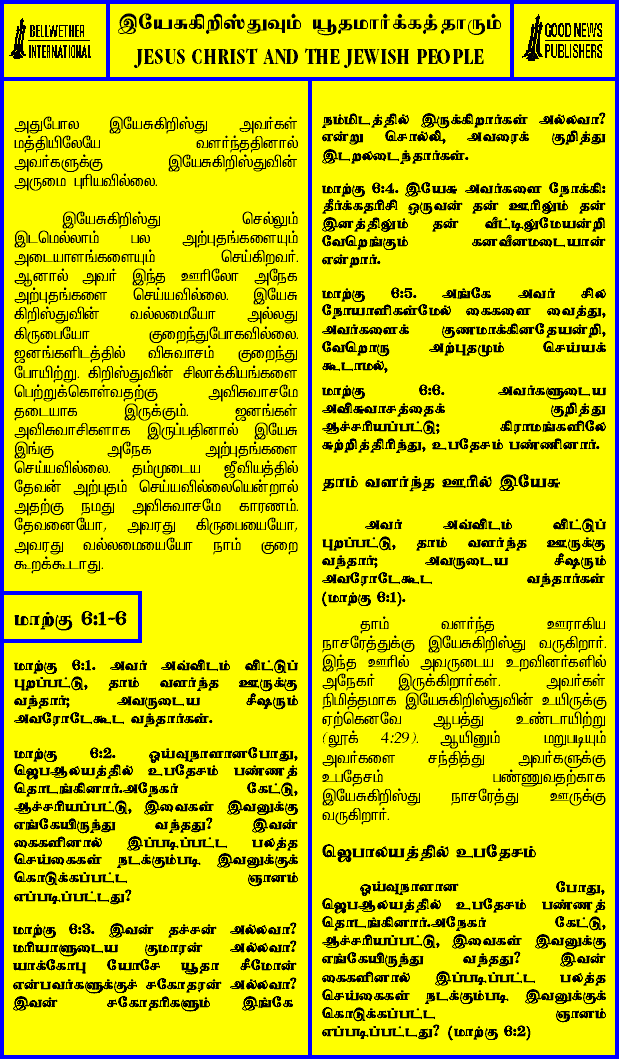 BELLWETHER
INTERNATIONAL
இயேசுகிறிஸ்துவும் யூதமார்க்கத்தாரும்
JESUS CHRIST AND THE JEWISH PEOPLE
GOOD NEWS
PUBLISHERS
அதுபோல இயேசுகிறிஸ்து அவர்கள்
மத்தியிலேயே வளர்ந்ததினால்
அவர்களுக்கு இயேசுகிறிஸ்துவின்
அருமை புரியவில்லை.
இயேசுகிறிஸ்து செல்லும்
இடமெல்லாம் பல அற்புதங்களையும்
அடையாளங்களையும் செய்கிறவர்.
ஆனால் அவர் இந்த ஊரிலோ அநேக
அற்புதங்களை செய்யவில்லை. இயேசு
கிறிஸ்துவின் வல்லமையோ அல்லது
கிருபையோ குறைந்துபோகவில்லை.
ஜனங்களிடத்தில் விசுவாசம் குறைந்து
போயிற்று. கிறிஸ்துவின் சிலாக்கியங்களை
பெற்றுக்கொள்வதற்கு அவிசுவாசமே
தடையாக இருக்கும். ஜனங்கள்
அவிசுவாசிகளாக இருப்பதினால் இயேசு
இங்கு அநேக அற்புதங்களை
செய்யவில்லை. தம்முடைய ஜீவியத்தில்
தேவன் அற்புதம் செய்யவில்லையென்றால்
அதற்கு நமது அவிசுவாசமே காரணம்.
தேவனையோ, அவரது கிருபையையோ,
அவரது வல்லமையையோ நாம் குறை
கூறக்கூடாது.
மாற்கு 6:1-6
மாற்கு 6:1. அவர் அவ்விடம் விட்டுப்
புறப்பட்டு, தாம் வளர்ந்த ஊருக்கு
வந்தார்; அவருடைய சீஷரும்
அவரோடேகூட வந்தார்கள்.
மாற்கு 6:2. ஓய்வுநாளானபோது,
ஜெபஆலயத்தில் உபதேசம் பண்ணத்
தொடங்கினார்.அநேகர் கேட்டு,
ஆச்சரியப்பட்டு, இவைகள் இவனுக்கு
எங்கேயிருந்து வந்தது? இவன்
கைகளினால் இப்படிப்பட்ட பலத்த
செய்கைகள் நடக்கும்படி இவனுக்குக்
கொடுக்கப்பட்ட ஞானம்
எப்படிப்பட்டது?
மாற்கு 6:3. இவன் தச்சன் அல்லவா?
மரியாளுடைய குமாரன் அல்லவா?
யாக்கோபு யோசே யூதா சீமோன்
என்பவர்களுக்குச் சகோதரன் அல்லவா?
இவன் சகோதரிகளும் இங்கே
நம்மிடத்தில் இருக்கிறார்கள் அல்லவா?
என்று சொல்லி, அவரைக் குறித்து
இடறலடைந்தார்கள்.
மாற்கு 6:4. இயேசு அவர்களை நோக்கி:
தீர்க்கதரிசி ஒருவன் தன் ஊரிலும் தன்
இனத்திலும் தன் வீட்டிலுமேயன்றி
வேறெங்கும் கனவீனமடையான்
என்றார்.
மாற்கு 6:5. அங்கே அவர் சில
நோயாளிகள்மேல் கைகளை வைத்து,
அவர்களைக் குணமாக்கினதேயன்றி,
வேறொரு அற்புதமும் செய்யக்
கூடாமல்,
மாற்கு 6:6. அவர்களுடைய
அவிசுவாசத்தைக் குறித்து
ஆச்சரியப்பட்டு; கிராமங்களிலே
சுற்றித்திரிந்து, உபதேசம் பண்ணினார்.
தாம் வளர்ந்த ஊரில் இயேசு
அவர் அவ்விடம் விட்டுப்
புறப்பட்டு, தாம் வளர்ந்த ஊருக்கு
வந்தார்; அவருடைய சீஷரும்
அவரோடேகூட வந்தார்கள்
(மாற்கு 6:1).
தாம் வளர்ந்த ஊராகிய
நாசரேத்துக்கு இயேசுகிறிஸ்து வருகிறார்.
இந்த ஊரில் அவருடைய உறவினர்களில்
அநேகர் இருக்கிறார்கள். அவர்கள்
நிமித்தமாக இயேசுகிறிஸ்துவின் உயிருக்கு
ஏற்கெனவே ஆபத்து உண்டாயிற்று
(லூக் 4:29). ஆயினும் மறுபடியும்
அவர்களை சந்தித்து அவர்களுக்கு
உபதேசம் பண்ணுவதற்காக
இயேசுகிறிஸ்து நாசரேத்து ஊருக்கு
வருகிறார்.
ஜெபாலயத்தில் உபதேசம்
ஓய்வுநாளான போது,
ஜெபஆலயத்தில் உபதேசம் பண்ணத்
தொடங்கினார்.அநேகர் கேட்டு,
ஆச்சரியப்பட்டு, இவைகள் இவனுக்கு
எங்கேயிருந்து வந்தது? இவன்
கைகளினால் இப்படிப்பட்ட பலத்த
செய்கைகள் நடக்கும்படி இவனுக்குக்
கொடுக்கப்பட்ட ஞானம்
எப்படிப்பட்டது? (மாற்கு 6:2)